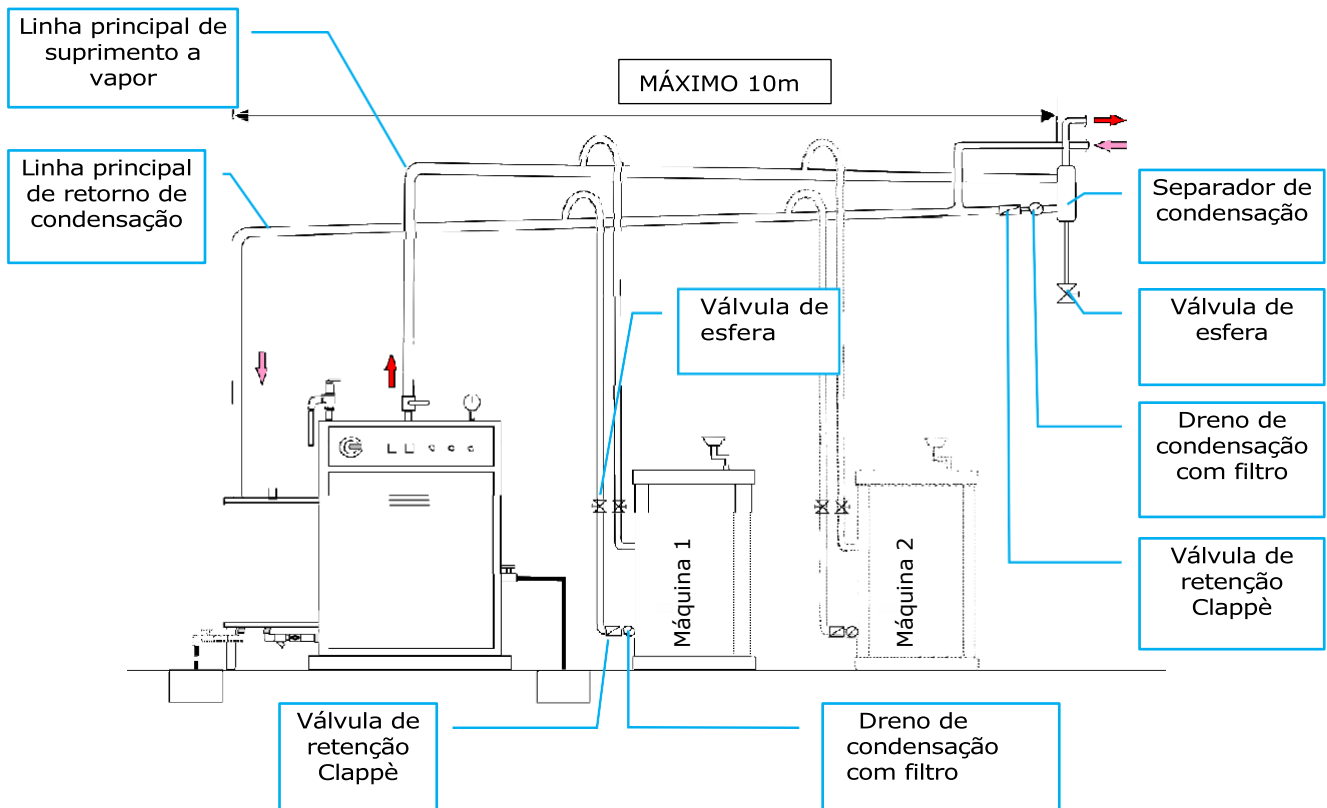 Linha principal de
suprimento a
vapor
MÁXIMO 10m
Linha principal
de retorno de
condensação
Separador de
condensação
Válvula de
esfera
Válvula de
esfera
Dreno de
condensação
com filtro
Válvula de
retenção
Clappè
Máquina 1
Máquina 2
Válvula de
retenção
Clappè
Dreno de
condensação
com filtro